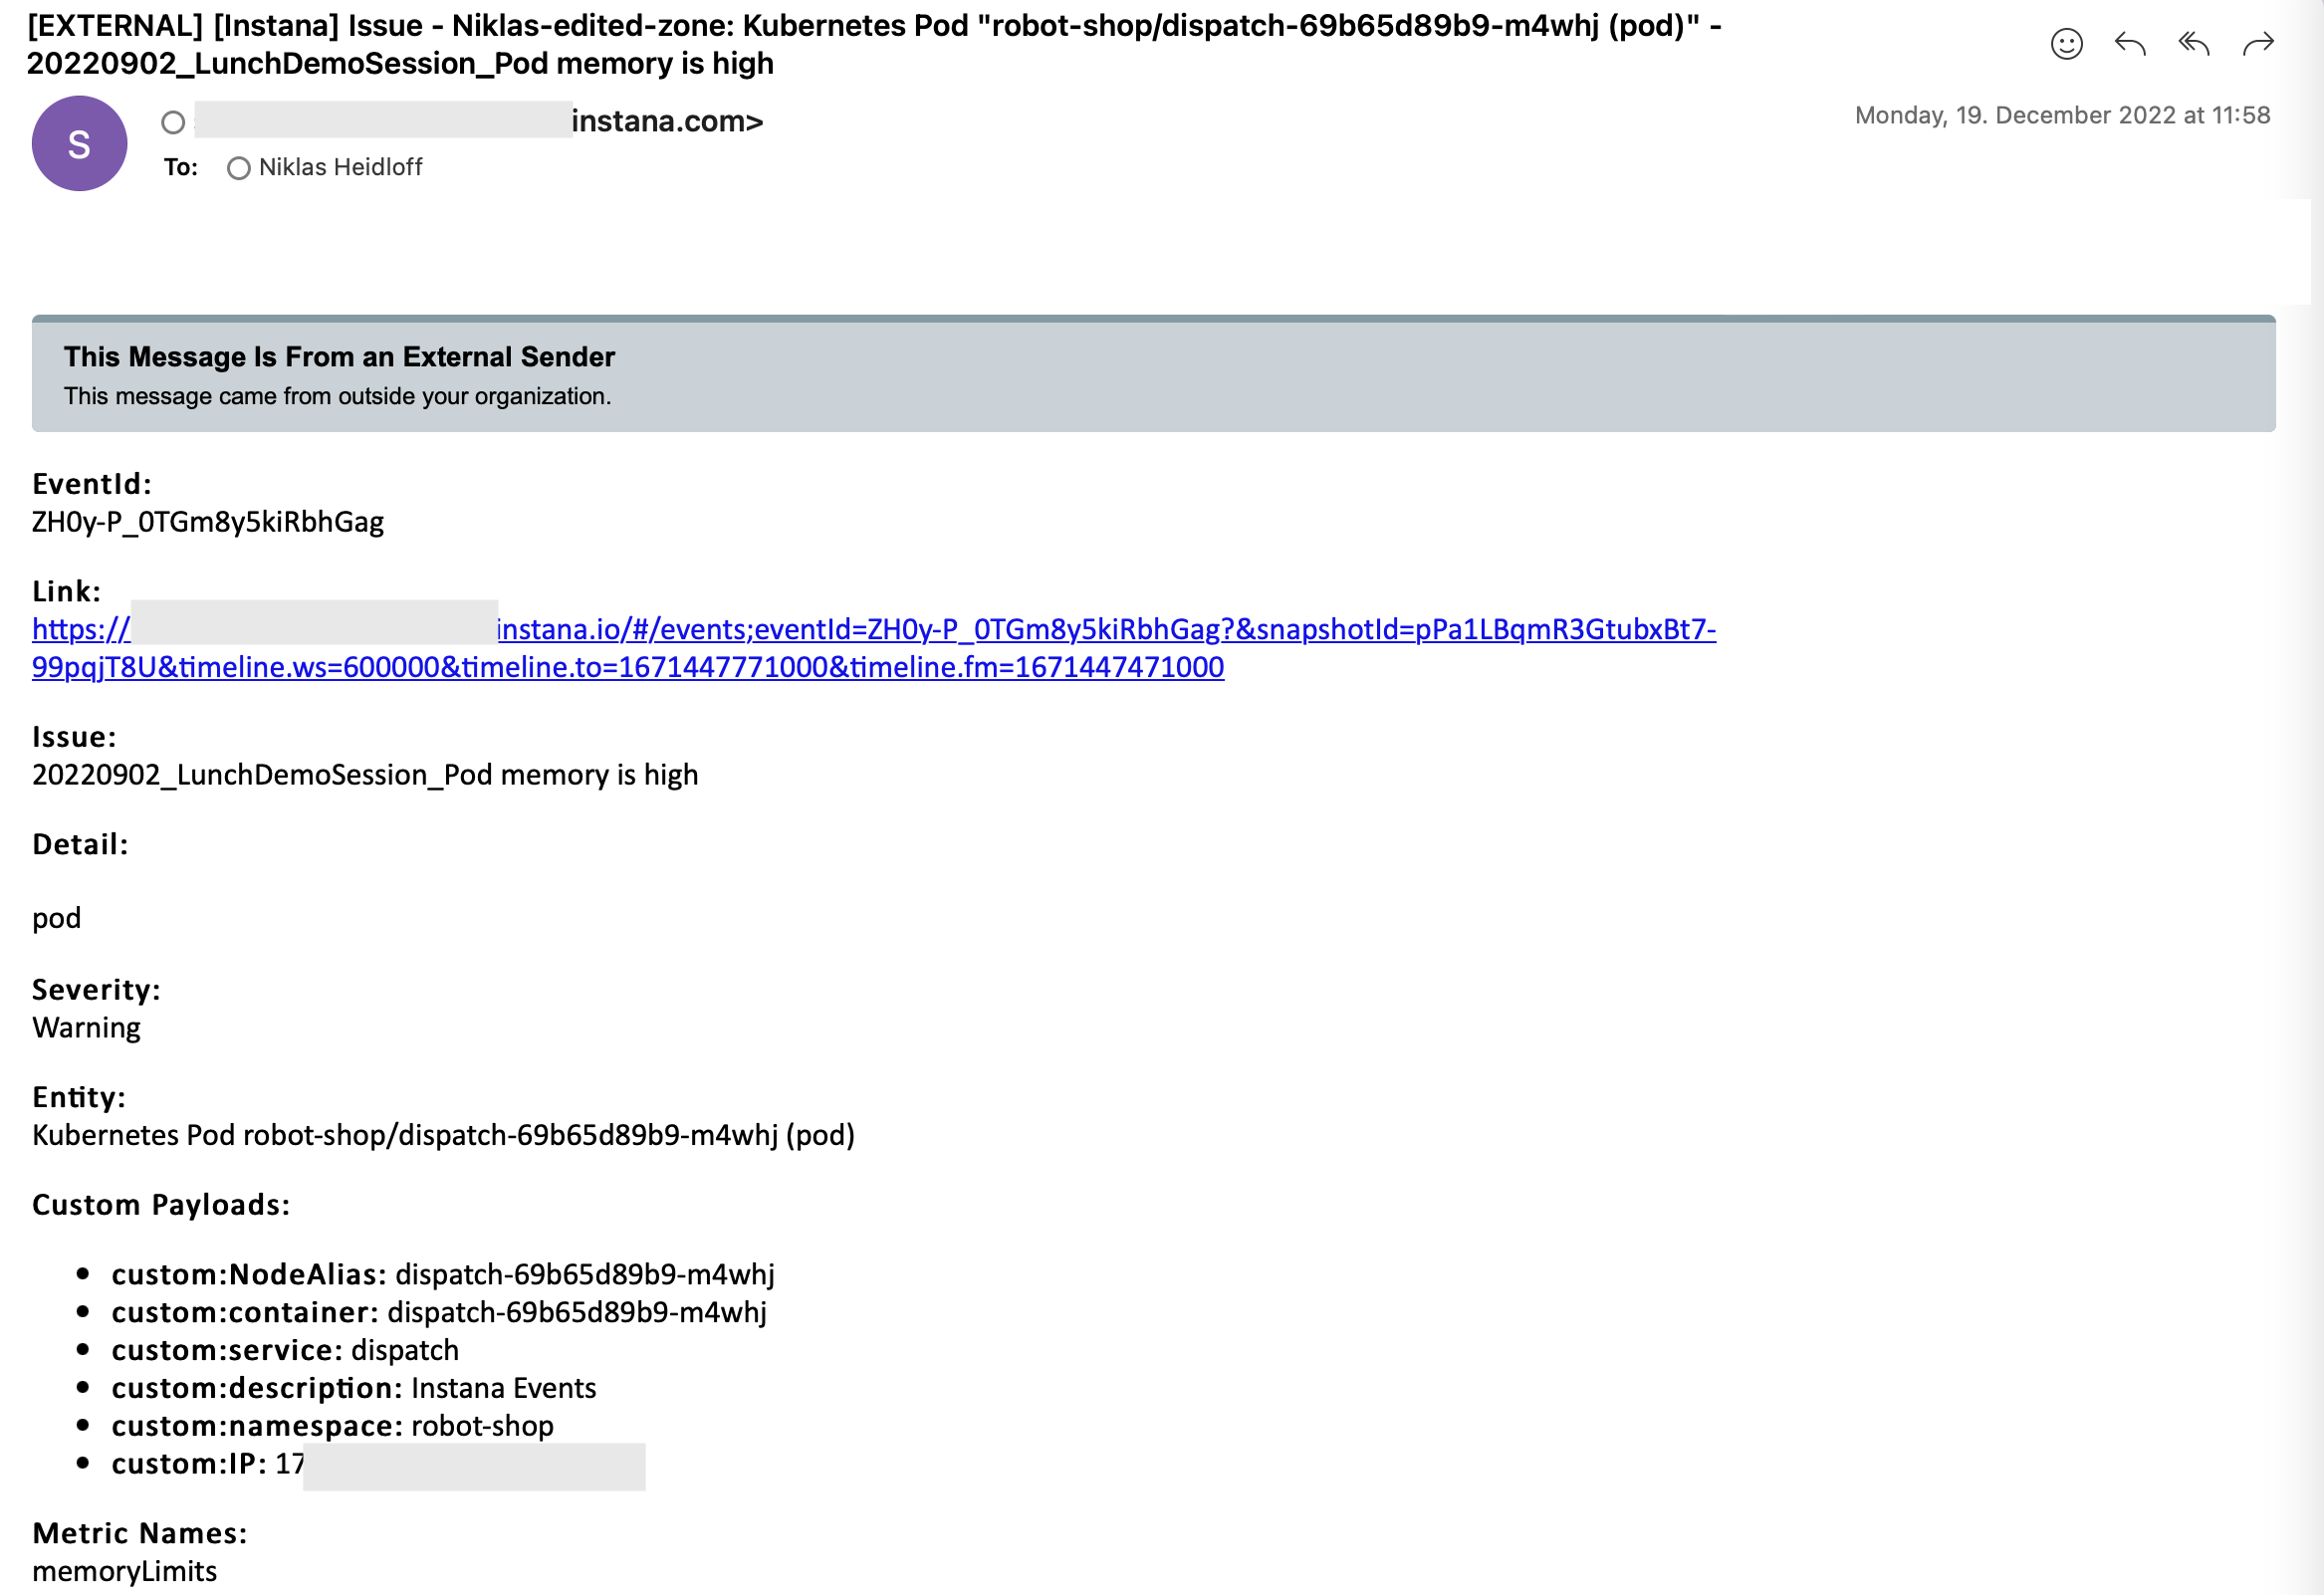 [EXTERNAL] [Instana] Issue - Niklas-edited-zone: Kubernetes Pod "robot-shop/dispatch-69b65d89b9-m4whj (pod)" -
20220902_LunchDemoSession_Pod memory is high
S
instana.com>
Monday, 19. December 2022 at 11:58
To: Niklas Heidloff
This Message Is From an External Sender
This message came from outside your organization.
EventId:
ZH0y-P_0TGm8y5kiRbhGag
Link:
https:// instana.io/#/events;eventId=ZH0y-P_0TGm8y5kiRbhGag?&snapshotId=pPa1LBqmR3GtubxBt7-
99pqjT8U&timeline.ws=600000&timeline.to=1671447771000&timeline.fm=1671447471000
Issue:
20220902_LunchDemoSession_Pod memory is high
Detail:
pod
Severity:
Warning
Entity:
Kubernetes Pod robot-shop/dispatch-69b65d89b9-m4whj (pod)
Custom Payloads:
• custom:NodeAlias: dispatch-69b65d89b9-m4whj
• custom:container: dispatch-69b65d89b9-m4whj
• custom:service: dispatch
• custom:description: Instana Events
• custom:namespace: robot-shop
• custom:IP: 17
Metric Names:
memoryLimits